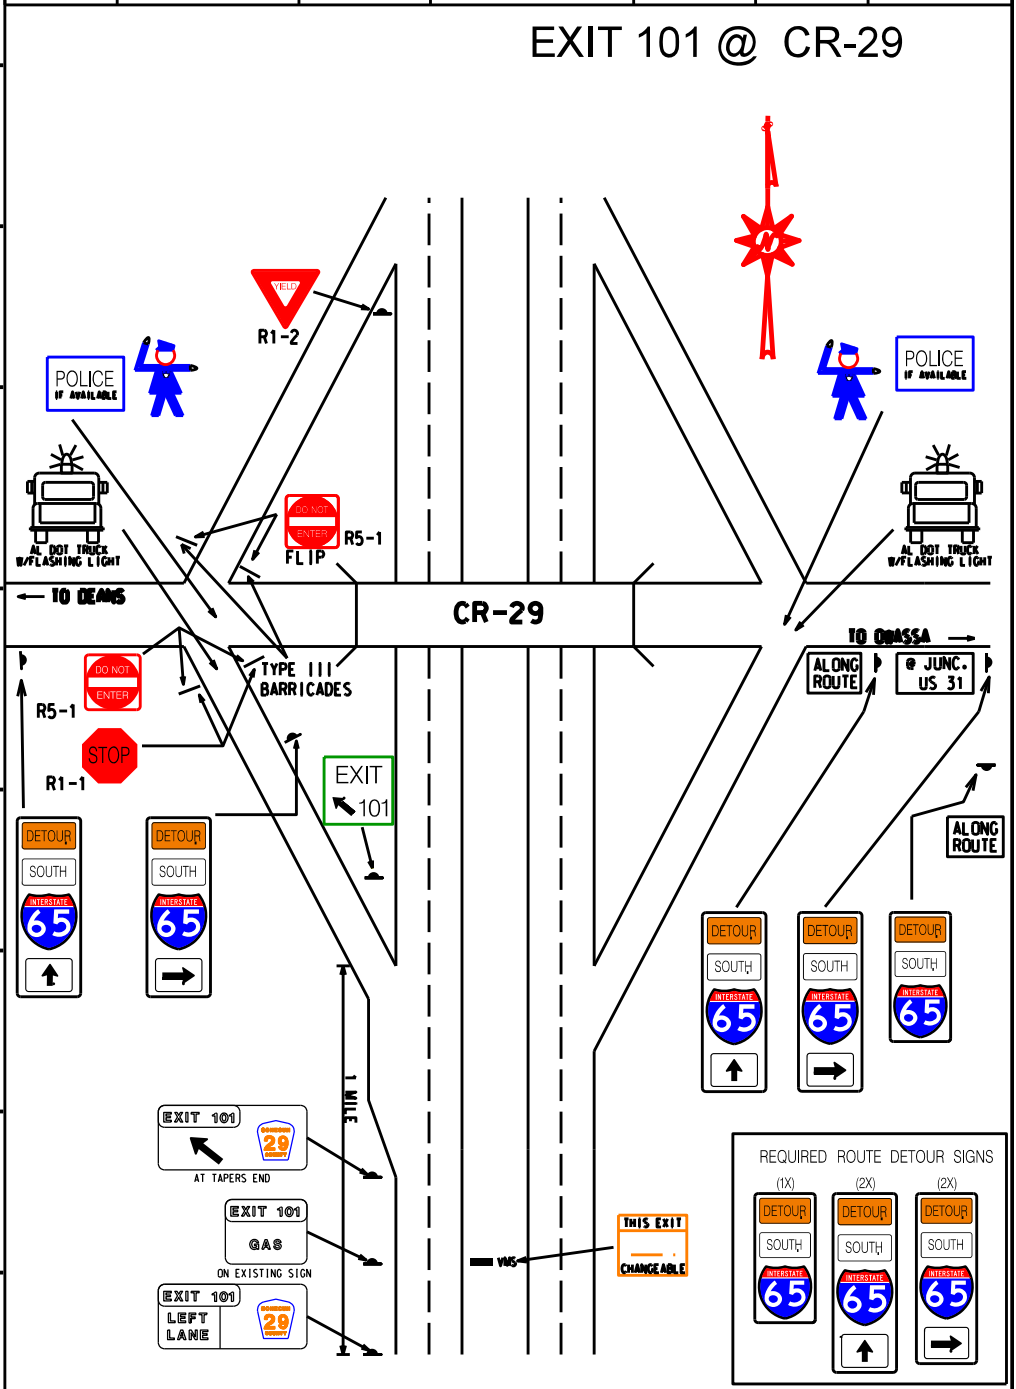 EXIT 101 @ CR-29
N
YIELD
R1-2
POLICE
IF AVAILABLE
POLICE
IF AVAILABLE
DO NOT
ENTER
R5-1
FLIP
AL DOT TRUCK
W/FLASHING LIGHT
AL DOT TRUCK
W/FLASHING LIGHT
TO DEANS
CR-29
TO OBASSA
DO NOT
ENTER
R5-1
TYPE III
BARRICADES
ALONG
ROUTE
@ JUNC.
US 31
STOP
R1-1
EXIT
101
ALONG
ROUTE
DETOUR
SOUTH
INTERSTATE
65
DETOUR
SOUTH
INTERSTATE
65
DETOUR
SOUTH
INTERSTATE
65
DETOUR
SOUTH
INTERSTATE
65
DETOUR
SOUTH
INTERSTATE
65
1 MILE
EXIT 101
29
COUNTY
AT TAPERS END
EXIT 101
GAS
ON EXISTING SIGN
EXIT 101
LEFT
LANE
29
COUNTY
VMS
THIS EXIT
CHANGEABLE
REQUIRED ROUTE DETOUR SIGNS
(1X) (2X) (2X)
DETOUR
SOUTH
INTERSTATE
65
DETOUR
SOUTH
INTERSTATE
65
DETOUR
SOUTH
INTERSTATE
65